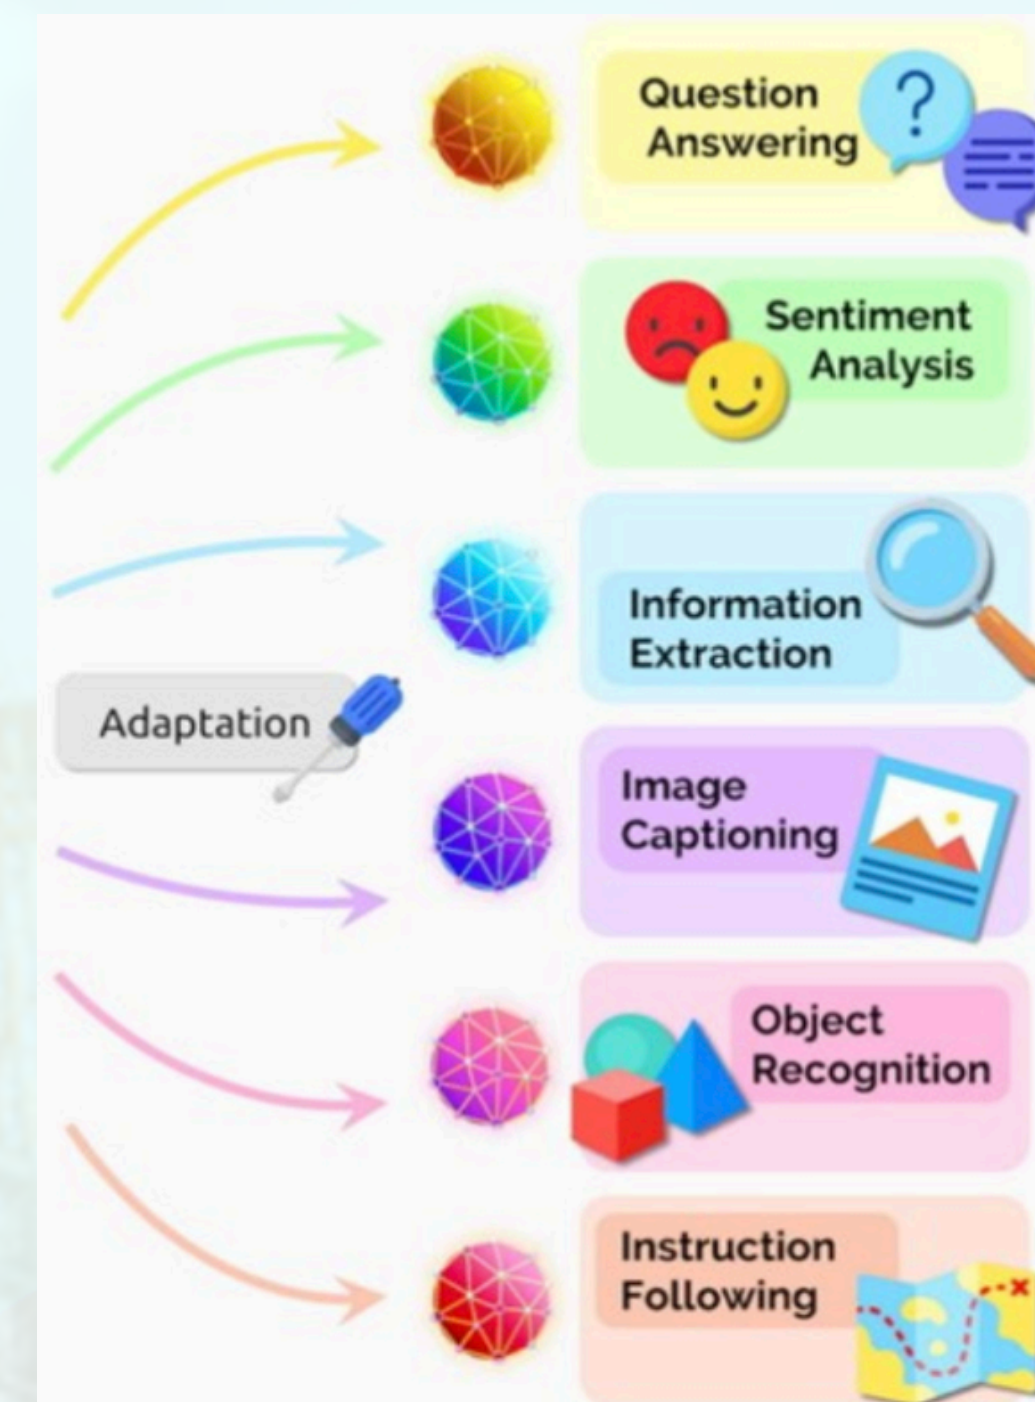 Question
Answering
?
Sentiment
Analysis
Information
Extraction
Adaptation
Image
Captioning
Object
Recognition
Instruction
Following